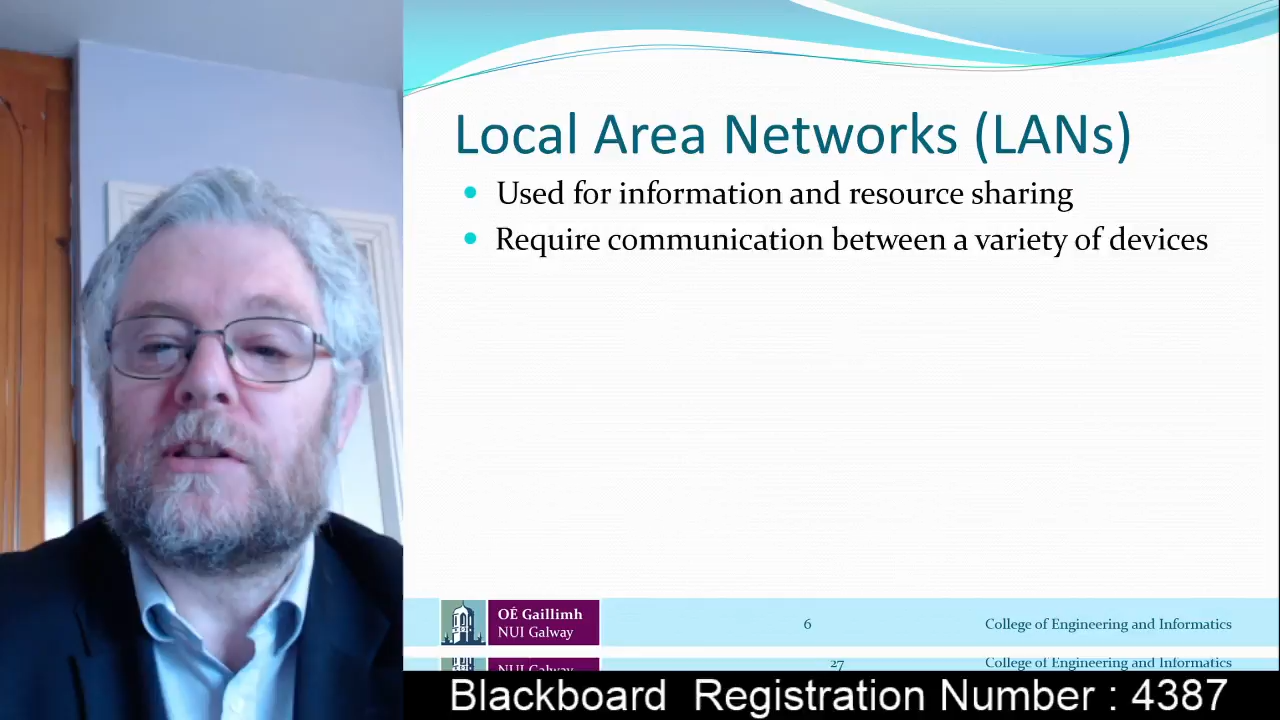 Local Area Networks (LANs)
Used for information and resource sharing
Require communication between a variety of devices
OÉ Gaillimh
NUI Galway
6
College of Engineering and Informatics
NUI Galway
27
College of Engineering and Informatics
Blackboard Registration Number : 4387